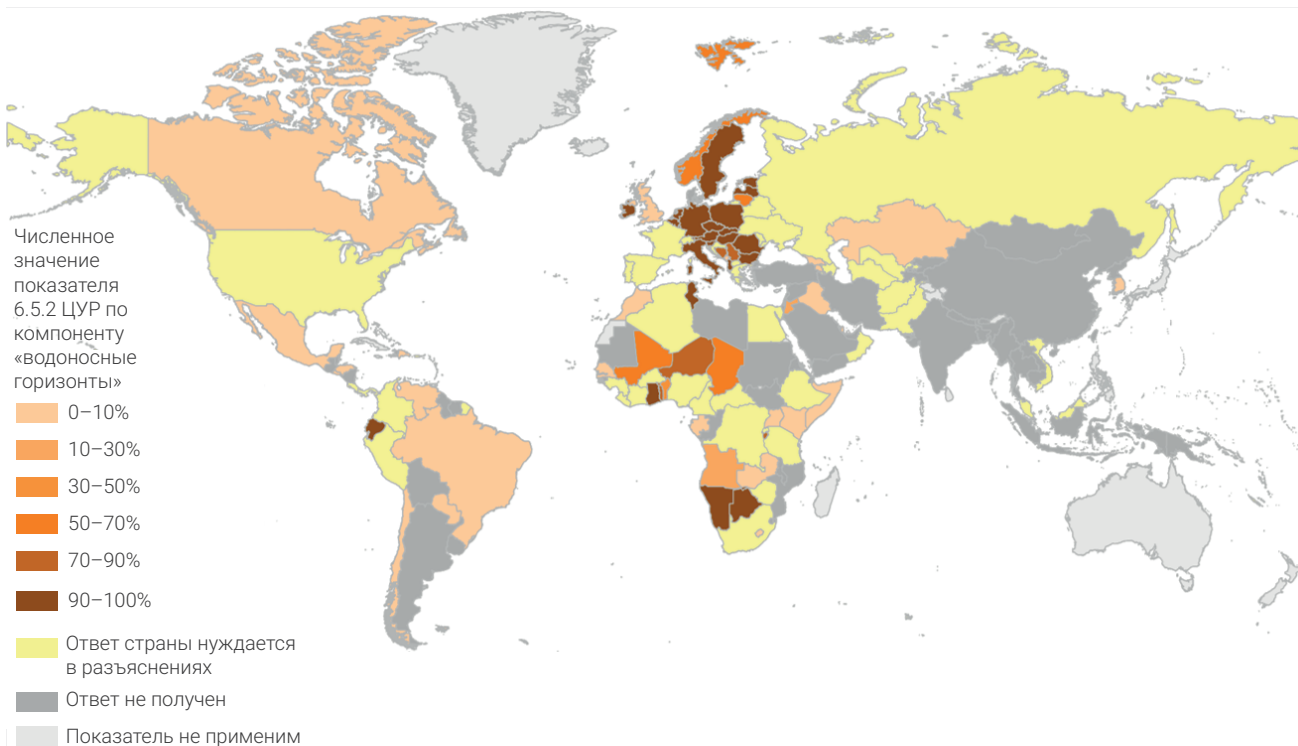 Численное
значение
показателя
6.5.2 ЦУР по
компоненту
«водоносные
горизонты»
0–10%
10–30%
30–50%
50–70%
70–90%
90–100%
Ответ страны нуждается
в разъяснениях
Ответ не получен
Показатель не применим